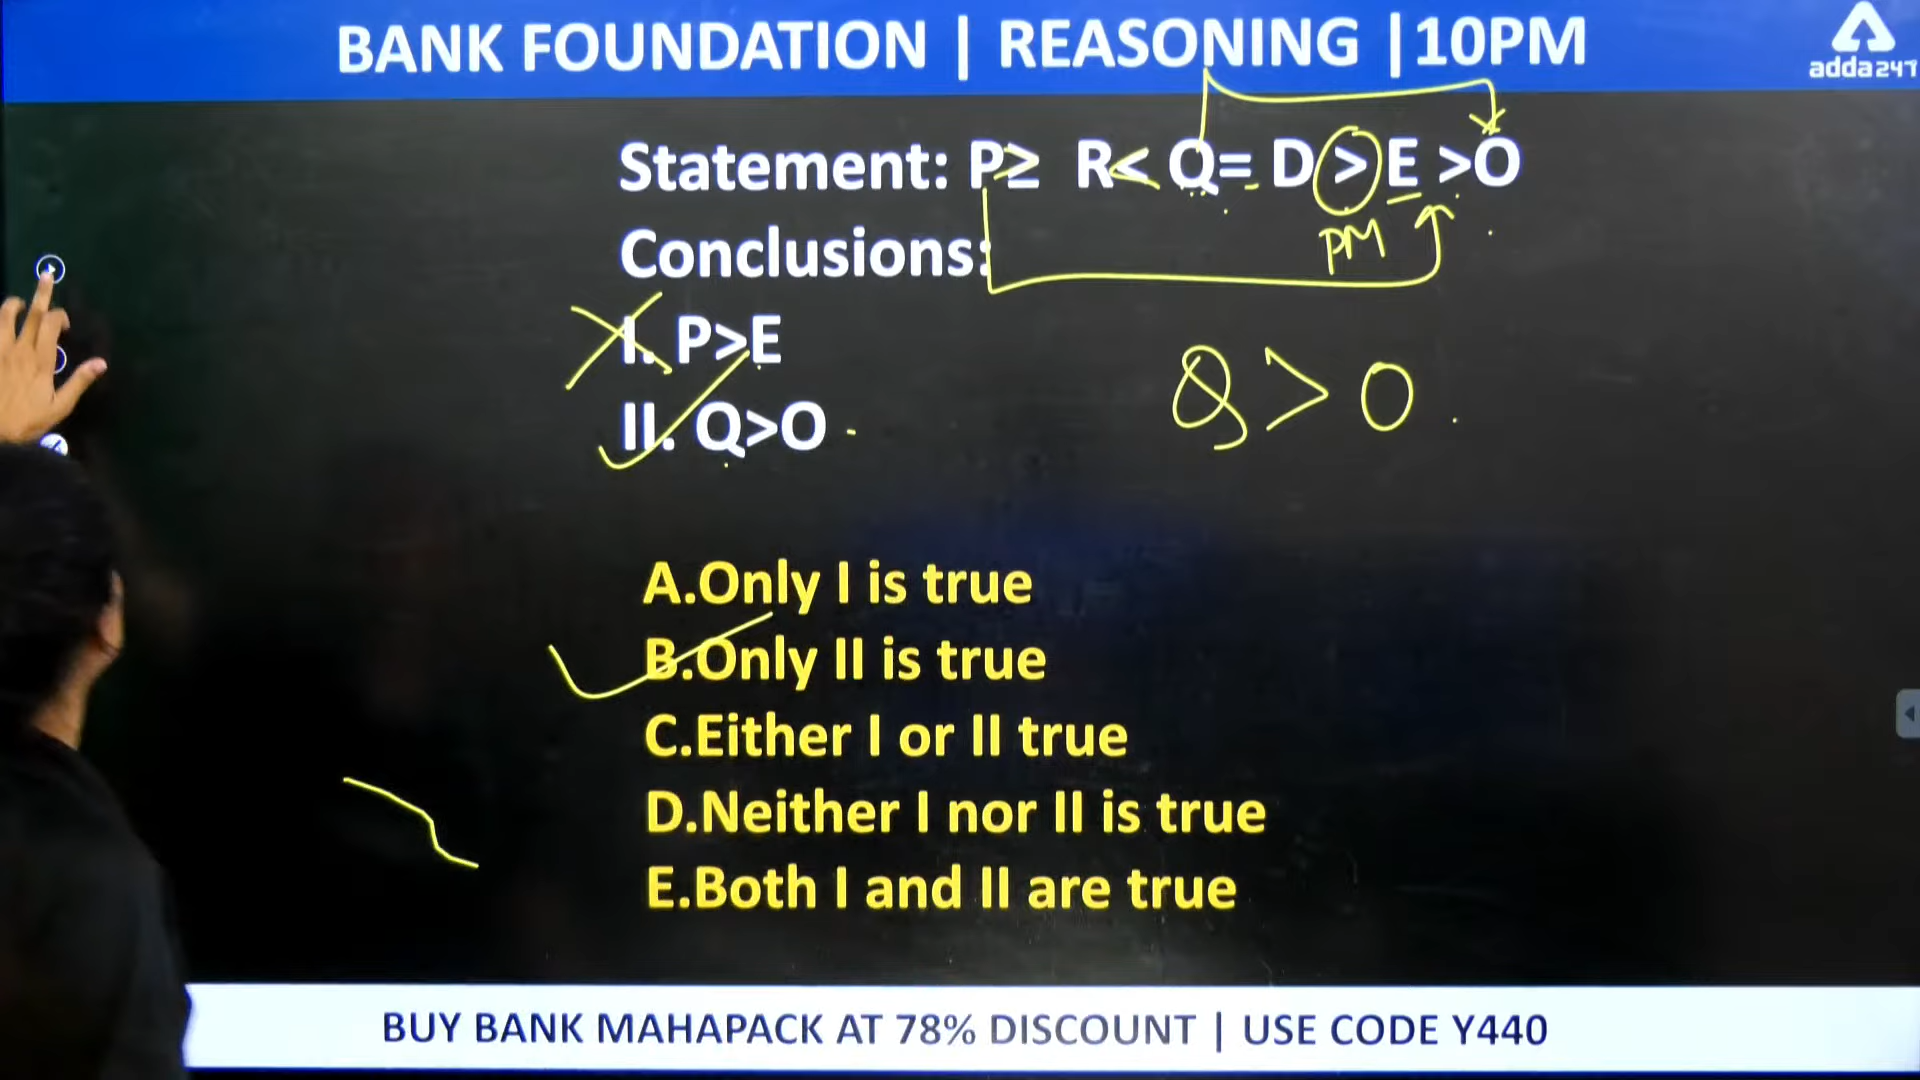 BANK FOUNDATION | REASONING |10PM
adda247
Statement: P≥ R< Q= D > E >O
PM
Conclusions:
I. P>E
Q > O
II. Q>O
A.Only I is true
B.Only II is true
C.Either I or II true
D.Neither I nor II is true
E.Both I and II are true
BUY BANK MAHAPACK AT 78% DISCOUNT | USE CODE Y440